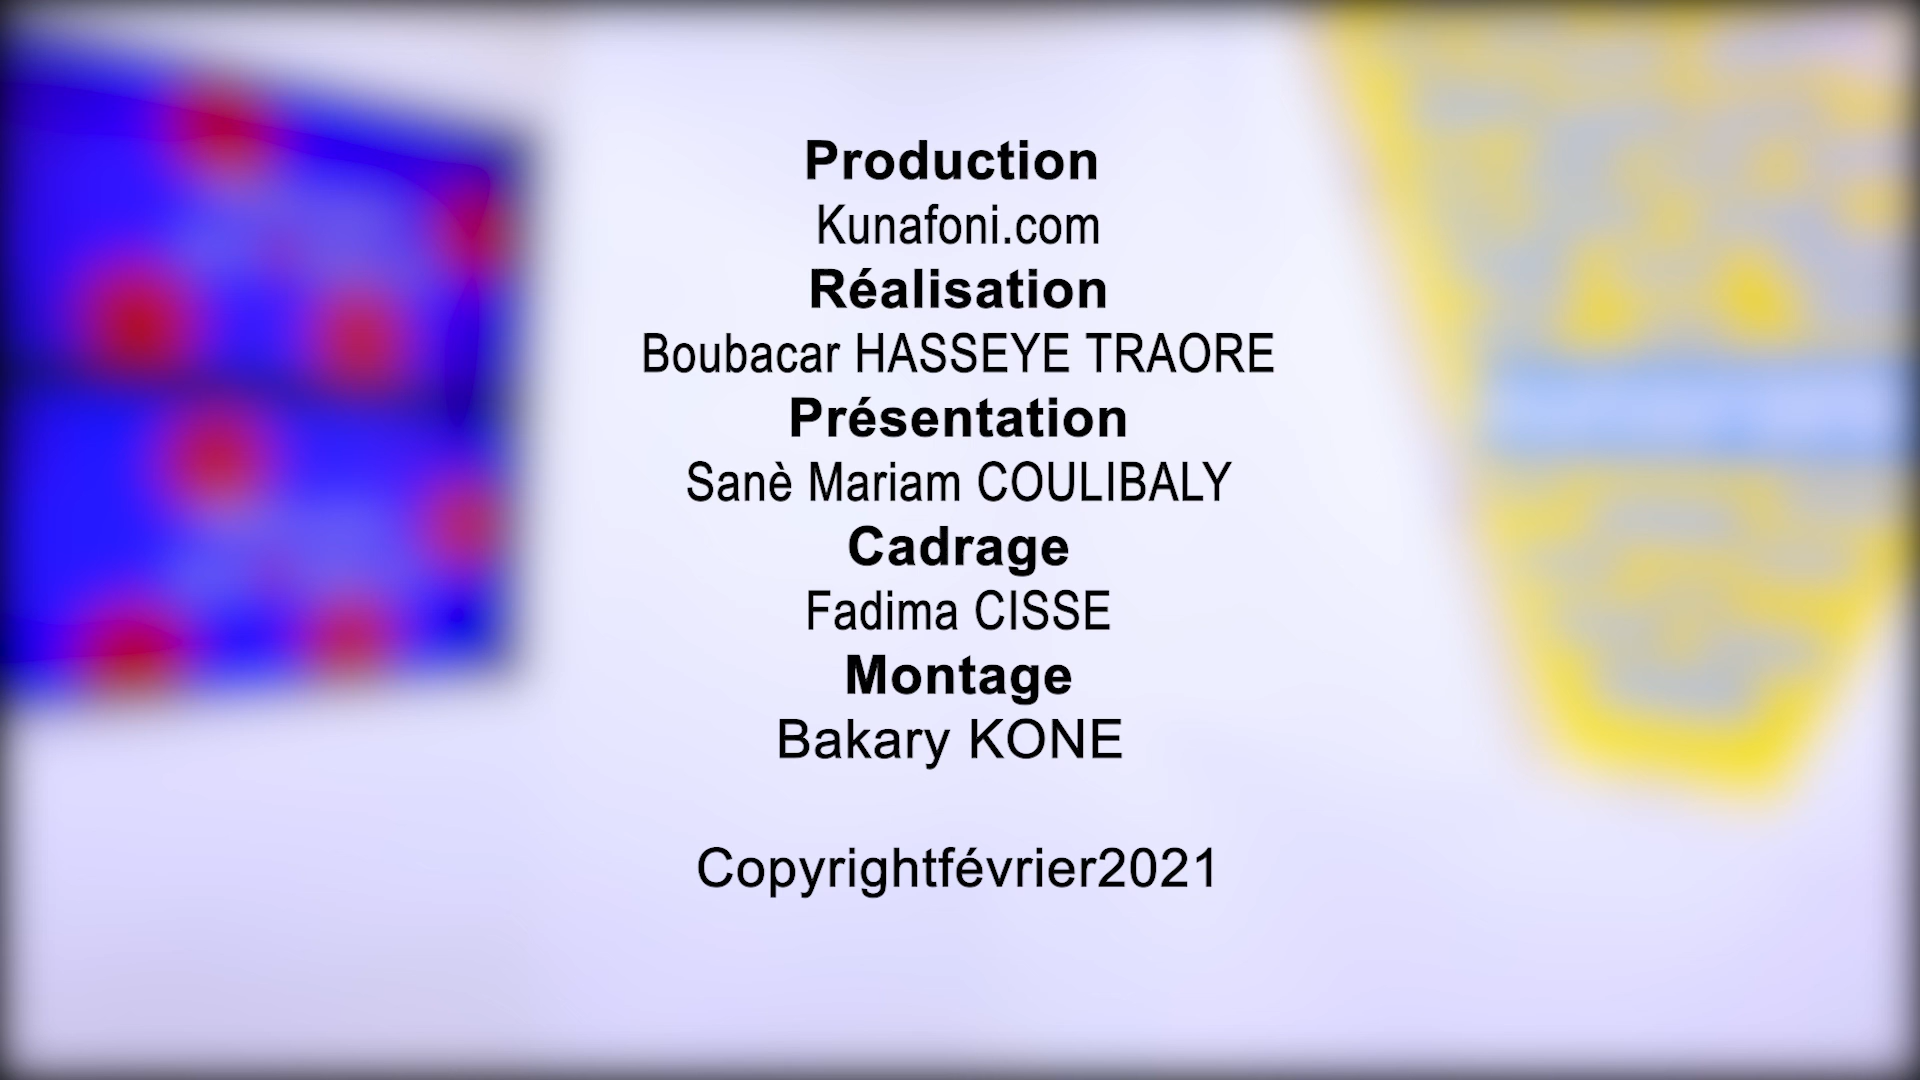 Production
Kunafoni.com
Réalisation
Boubacar HASSEYE TRAORE
Présentation
Sanè Mariam COULIBALY
Cadrage
Fadima CISSE
Montage
Bakary KONE
Copyrightfévrier2021